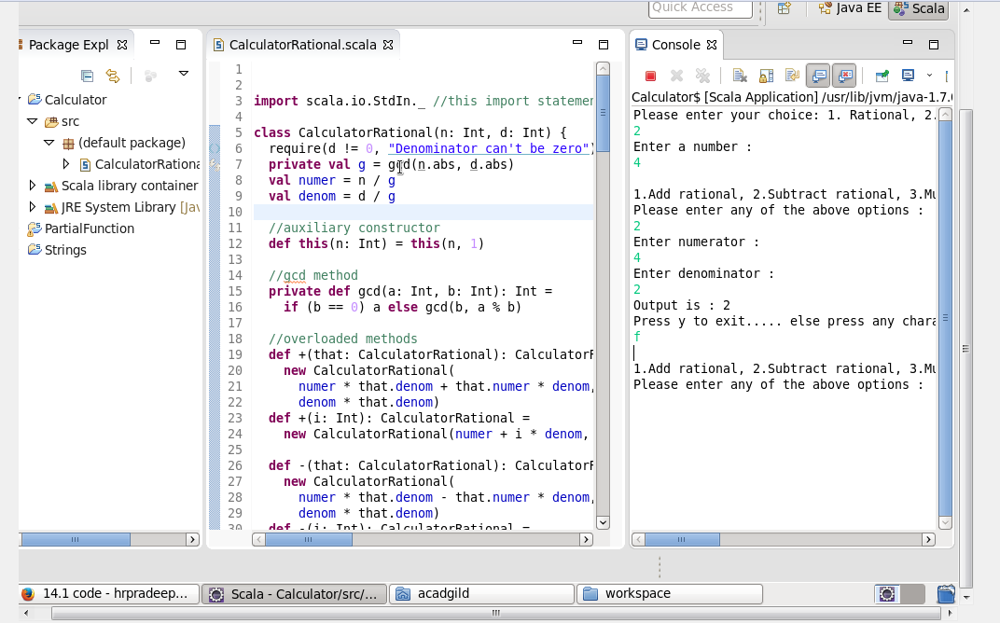 Quick Access
Java EE
Scala
Package Expl
Calculator
src
(default package)
CalculatorRationa
Scala library container
JRE System Library [Jav
PartialFunction
Strings
CalculatorRational.scala
1
2
3 import scala.io.StdIn._ //this import statemen
4
5 class CalculatorRational(n: Int, d: Int) {
6 require(d != 0, "Denominator can't be zero")
7 private val g = gcd(n.abs, d.abs)
8 val numer = n / g
9 val denom = d / g
10
11 //auxiliary constructor
12 def this(n: Int) = this(n, 1)
13
14 //gcd method
15 private def gcd(a: Int, b: Int): Int =
16 if (b == 0) a else gcd(b, a % b)
17
18 //overloaded methods
19 def +(that: CalculatorRational): CalculatorR
20 new CalculatorRational(
21 numer * that.denom + that.numer * denom,
22 denom * that.denom)
23 def +(i: Int): CalculatorRational =
24 new CalculatorRational(numer + i * denom,
25
26 def -(that: CalculatorRational): CalculatorR
27 new CalculatorRational(
28 numer * that.denom - that.numer * denom,
29 denom * that.denom)
30 def -(i: Int): CalculatorRational =
Console
Calculator$ [Scala Application] /usr/lib/jvm/java-1.7.0
Please enter your choice: 1. Rational, 2.
2
Enter a number :
4
1.Add rational, 2.Subtract rational, 3.Mu
Please enter any of the above options :
2
Enter numerator :
4
Enter denominator :
2
Output is : 2
Press y to exit..... else press any chara
f
1.Add rational, 2.Subtract rational, 3.Mu
Please enter any of the above options :
14.1 code - hrpradeep...
Scala - Calculator/src/...
acadgild
workspace